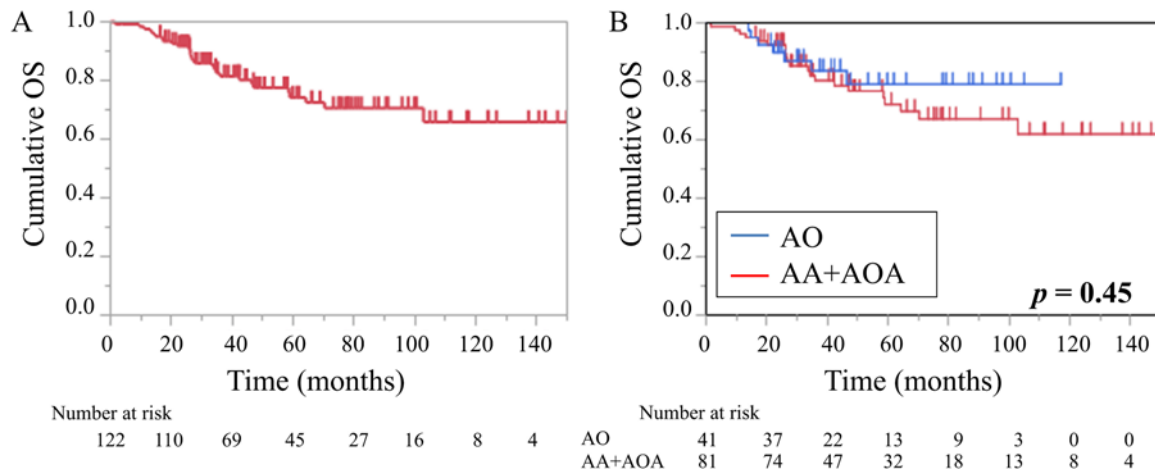 A
1.0
0.8
0.6
0.4
0.2
0.0
Cumulative OS
0 20 40 60 80 100 120 140
Time (months)
Number at risk
122 110 69 45 27 16 8 4
B
1.0
0.8
0.6
0.4
0.2
0.0
Cumulative OS
AO
AA+AOA
p = 0.45
0 20 40 60 80 100 120 140
Time (months)
Number at risk
AO 41 37 22 13 9 3 0 0
AA+AOA 81 74 47 32 18 13 8 4